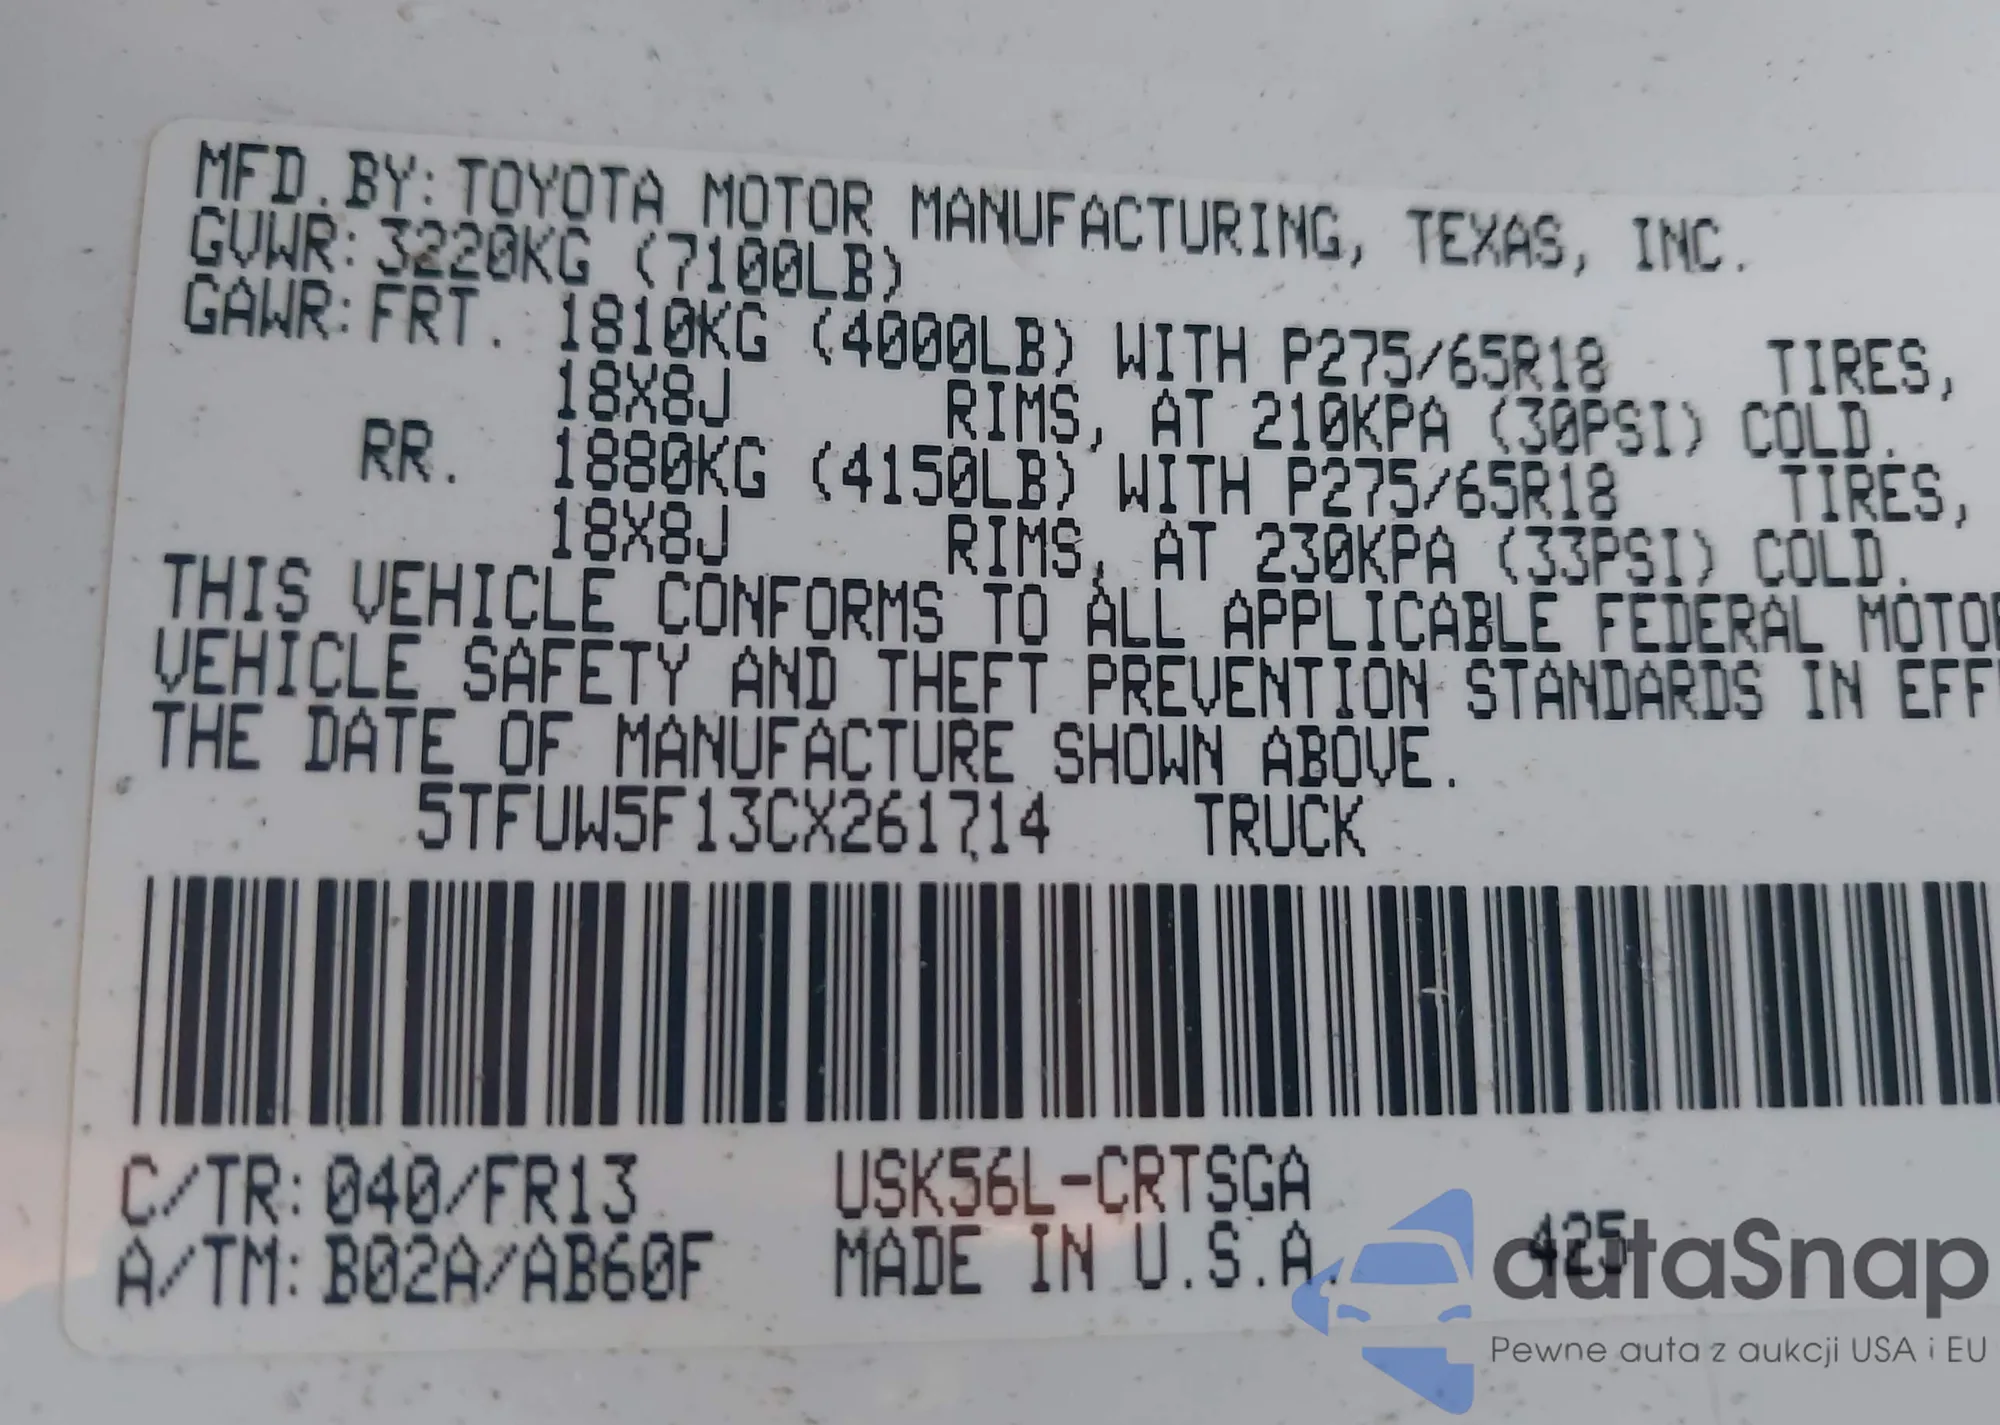 MFD.BY: TOYOTA MOTOR MANUFACTURING, TEXAS, INC.
GVWR: 3220KG (7100LB)
GAWR: FRT. 1810KG (4000LB) WITH P275/65R18 TIRES,
18X8J RIMS, AT 210KPA (30PSI) COLD.
RR. 1880KG (4150LB) WITH P275/65R18 TIRES,
18X8J RIMS, AT 230KPA (33PSI) COLD.
THIS VEHICLE CONFORMS TO ALL APPLICABLE FEDERAL MOTOR
VEHICLE SAFETY AND THEFT PREVENTION STANDARDS IN EFF
THE DATE OF MANUFACTURE SHOWN ABOVE.
5TFUW5F13CX261714 TRUCK
C/TR: 040/FR13 USK56L-CRTSGA
A/TM: B02A/AB60F MADE IN U.S.A. 425
autaSnap
Pewne auta z aukcji USA i EU